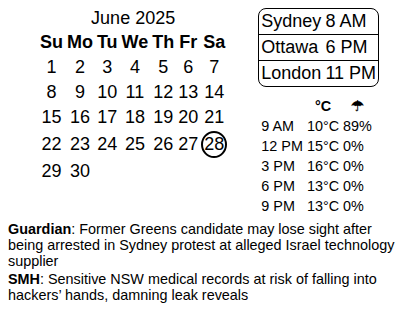 June 2025
Su Mo Tu We Th Fr Sa
1 2 3 4 5 6 7
8 9 10 11 12 13 14
15 16 17 18 19 20 21
22 23 24 25 26 27 28
29 30
Sydney 8 AM
Ottawa 6 PM
London 11 PM
°C ☂
9 AM 10°C 89%
12 PM 15°C 0%
3 PM 16°C 0%
6 PM 13°C 0%
9 PM 13°C 0%
Guardian: Former Greens candidate may lose sight after
being arrested in Sydney protest at alleged Israel technology
supplier
SMH: Sensitive NSW medical records at risk of falling into
hackers’ hands, damning leak reveals